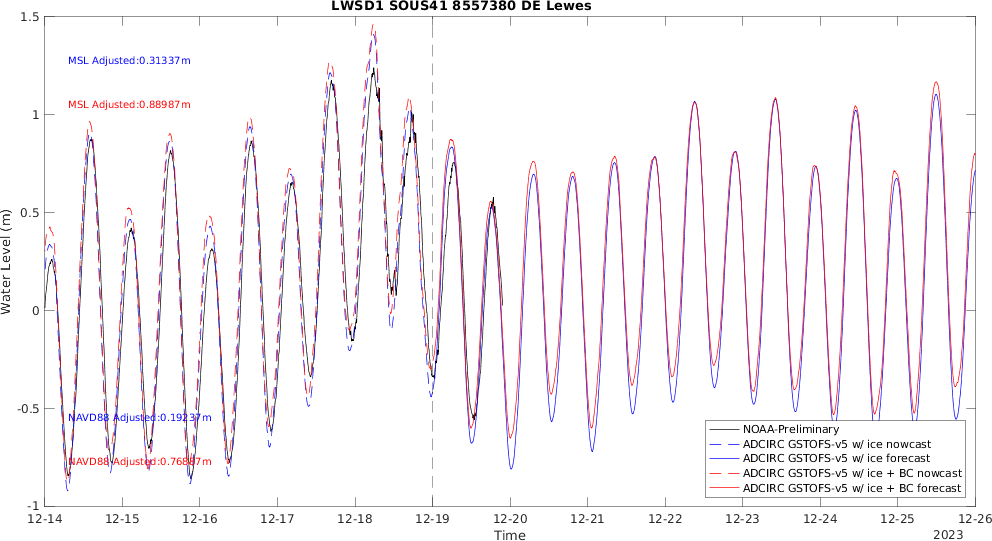 LWSD1 SOUS41 8557380 DE Lewes
MSL Adjusted:0.31337m
MSL Adjusted:0.88987m
NAVD88 Adjusted:0.19237m
NAVD88 Adjusted:0.76887m
Water Level (m)
1.5
1
0.5
0
-0.5
-1
NOAA-Preliminary
ADCIRC GSTOFS-v5 w/ ice nowcast
ADCIRC GSTOFS-v5 w/ ice forecast
ADCIRC GSTOFS-v5 w/ ice + BC nowcast
ADCIRC GSTOFS-v5 w/ ice + BC forecast
12-14 12-15 12-16 12-17 12-18 12-19 12-20 12-21 12-22 12-23 12-24 12-25 12-26
Time
2023